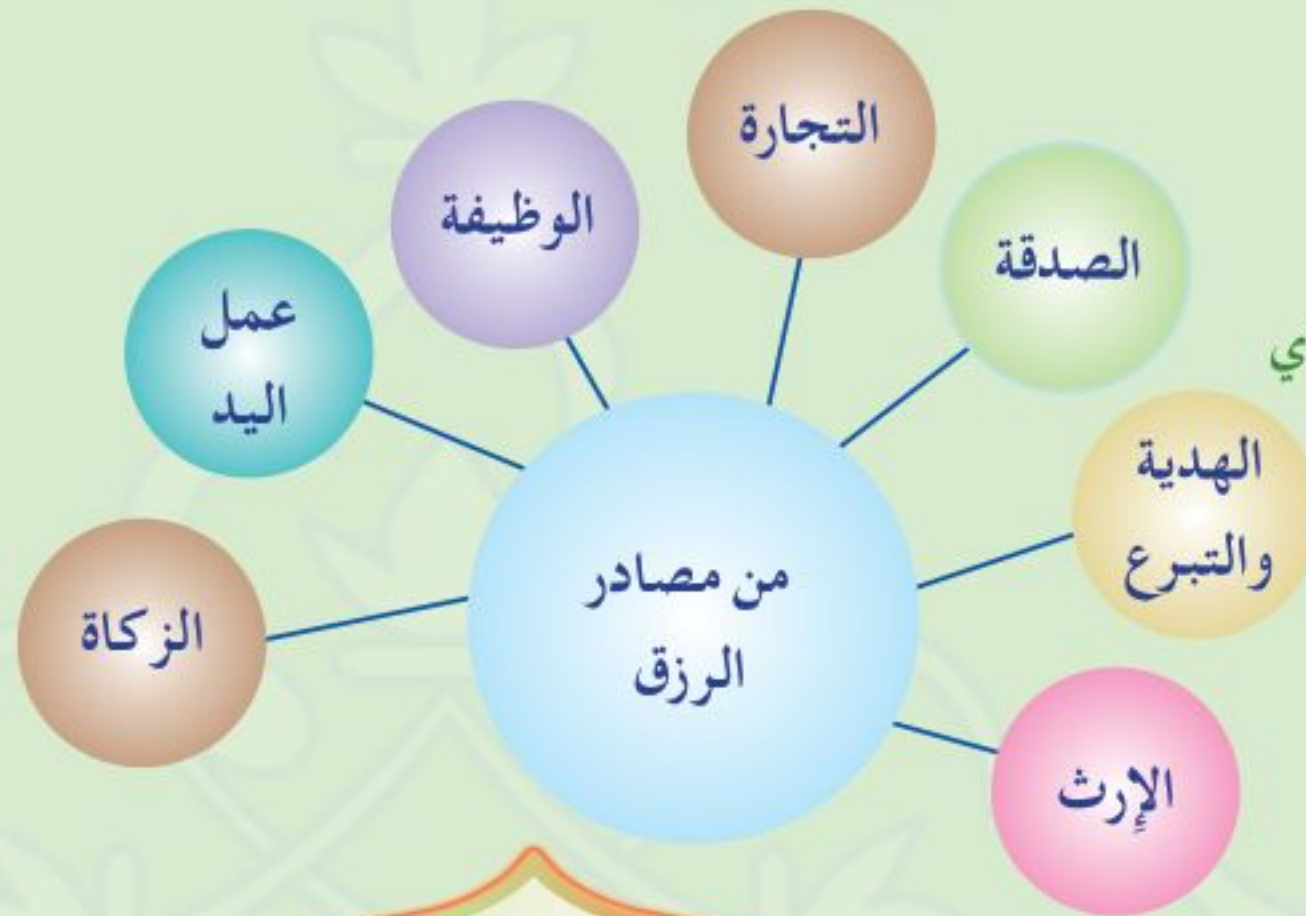 التجارة
الصدقة
الوظيفة
عمل
اليد
الهدية
والتبرع
من مصادر
الرزق
الزكاة
الإرث
ي